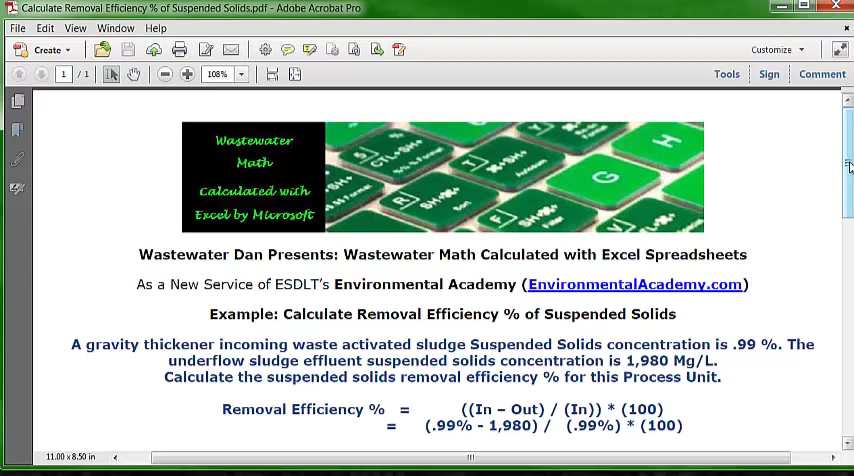 Calculate Removal Efficiency % of Suspended Solids.pdf - Adobe Acrobat Pro
File Edit View Window Help
Create Customize
1 / 1 108% Tools Sign Comment
Wastewater
Math
Calculated with
Excel by Microsoft
Wastewater Dan Presents: Wastewater Math Calculated with Excel Spreadsheets
As a New Service of ESDLT's Environmental Academy (EnvironmentalAcademy.com)
Example: Calculate Removal Efficiency % of Suspended Solids
A gravity thickener incoming waste activated sludge Suspended Solids concentration is .99 %. The
underflow sludge effluent suspended solids concentration is 1,980 Mg/L.
Calculate the suspended solids removal efficiency % for this Process Unit.
Removal Efficiency % = ((In – Out) / (In)) * (100)
= (.99% - 1,980) / (.99%) * (100)
11.00 x 8.50 in